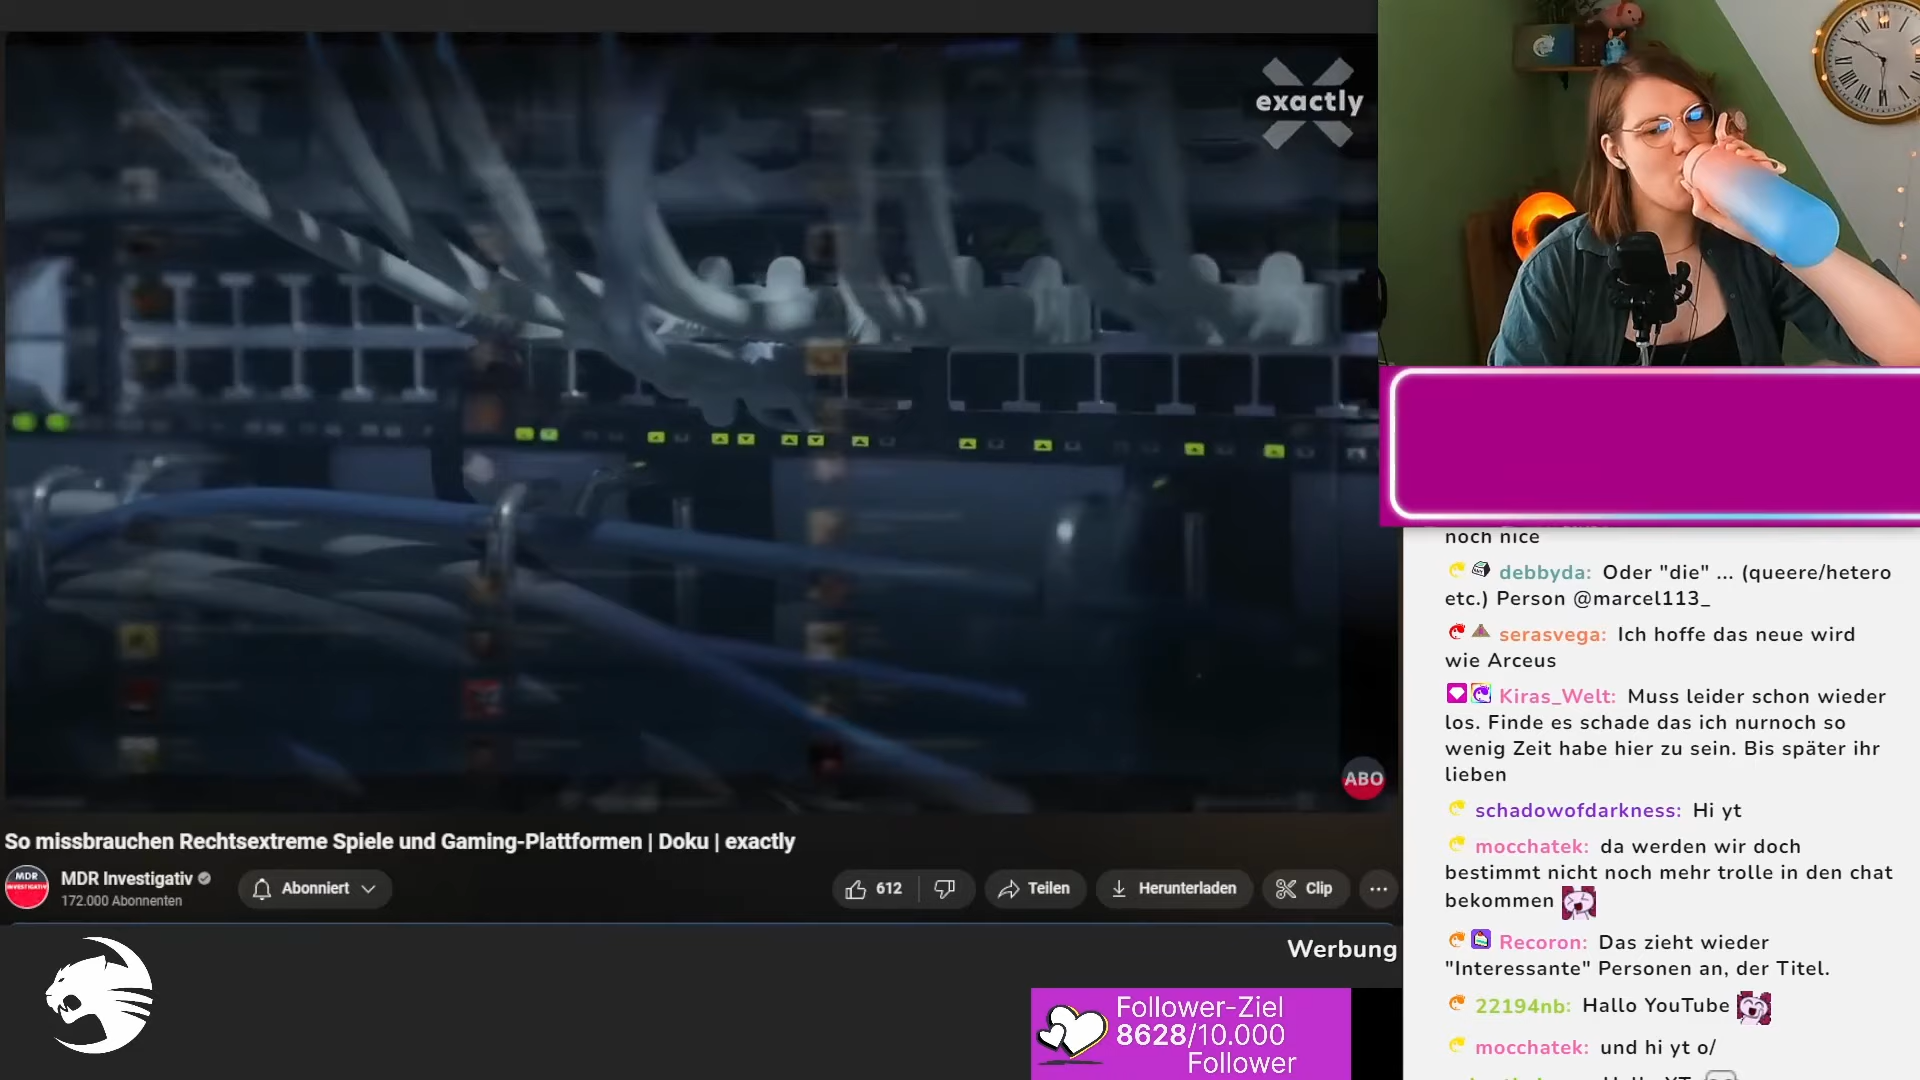 exactly
ABO
So missbrauchen Rechtsextreme Spiele und Gaming-Plattformen | Doku | exactly
MDR
INVESTIGATIV
MDR Investigativ
172.000 Abonnenten
Abonniert
612
Teilen
Herunterladen
Clip
Werbung
Follower-Ziel
8628/10.000
Follower
noch nice
debbyda: Oder "die" ... (queere/hetero
etc.) Person @marcel113_
serasvega: Ich hoffe das neue wird
wie Arceus
Kiras_Welt: Muss leider schon wieder
los. Finde es schade das ich nurnoch so
wenig Zeit habe hier zu sein. Bis später ihr
lieben
schadowofdarkness: Hi yt
mocchatek: da werden wir doch
bestimmt nicht noch mehr trolle in den chat
bekommen
Recoron: Das zieht wieder
"Interessante" Personen an, der Titel.
22194nb: Hallo YouTube
mocchatek: und hi yt o/